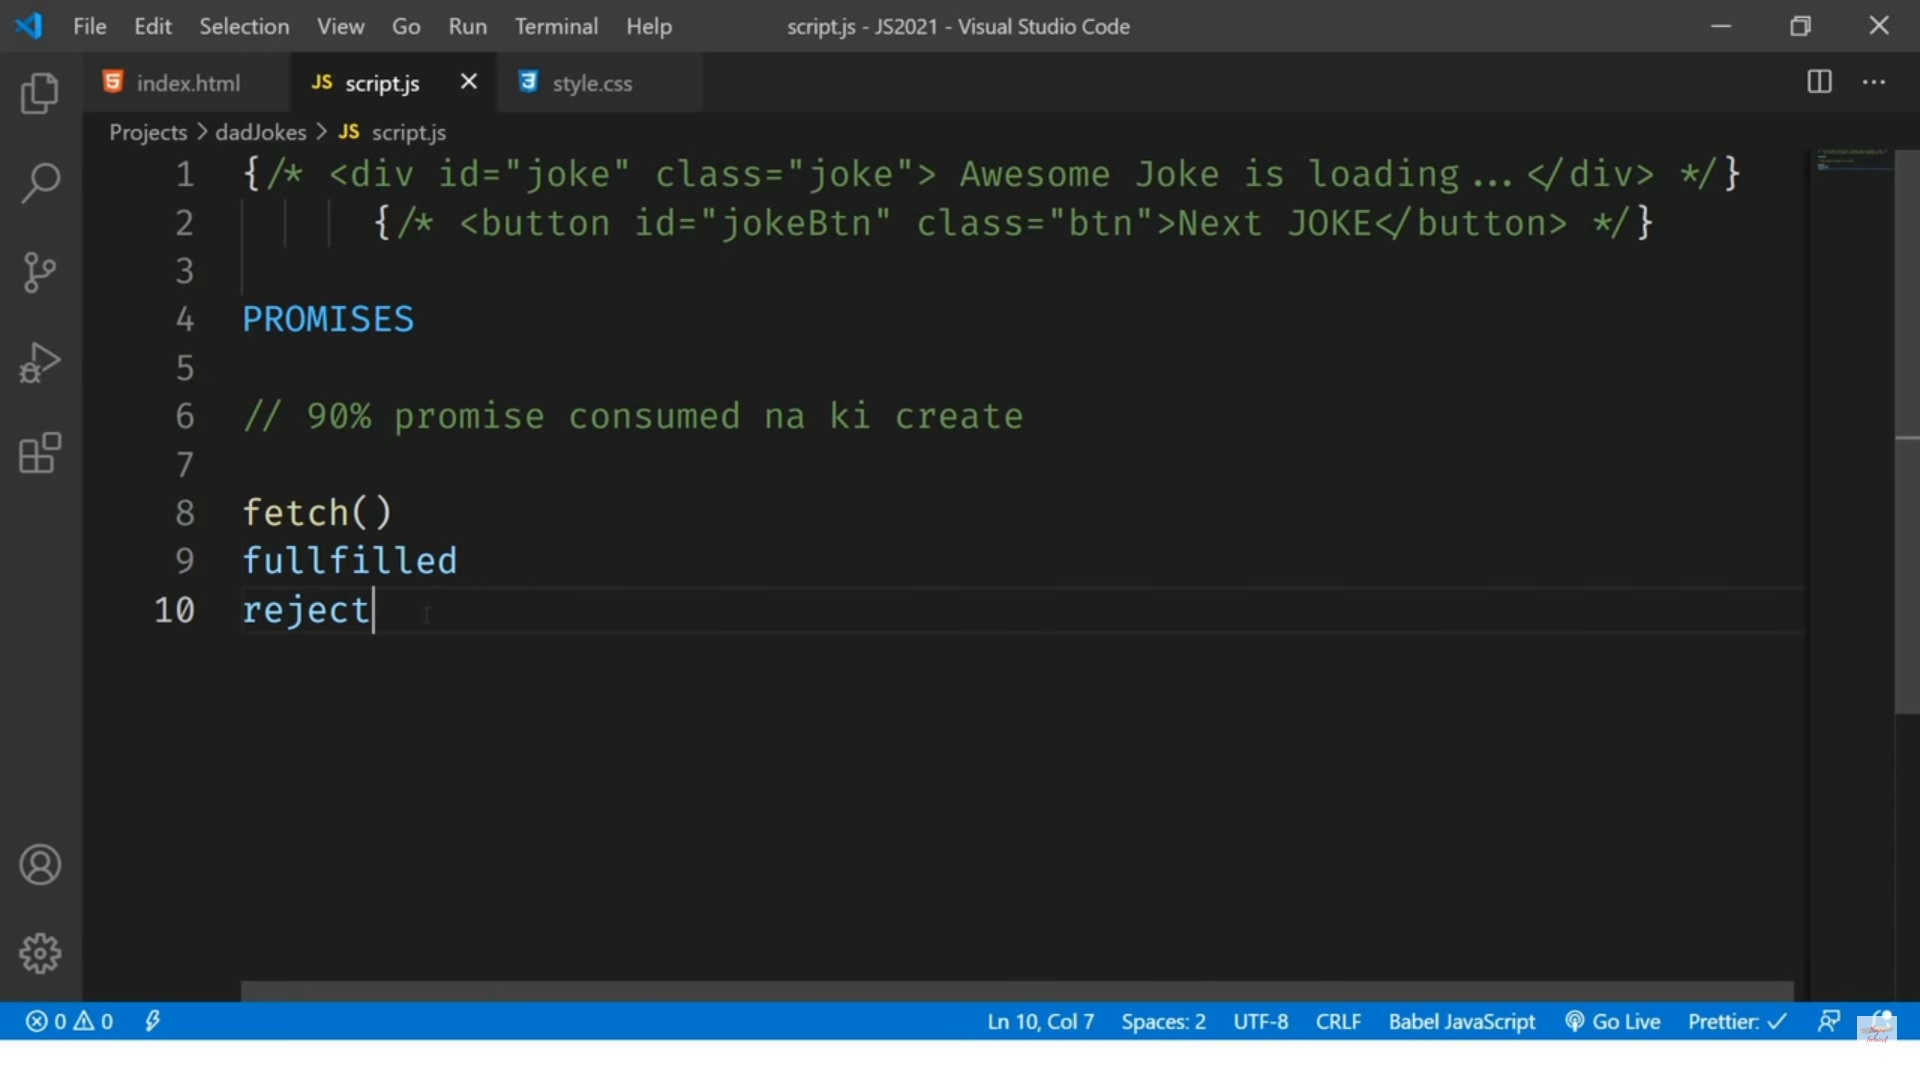 File Edit Selection View Go Run Terminal Help script.js - JS2021 - Visual Studio Code
index.html JS script.js style.css
Projects > dadJokes > JS script.js
1 {/* <div id="joke" class="joke"> Awesome Joke is loading...</div> */}
2 {/* <button id="jokeBtn" class="btn">Next JOKE</button> */}
3
4 PROMISES
5
6 // 90% promise consumed na ki create
7
8 fetch()
9 fullfilled
10 reject
0 0 Ln 10, Col 7 Spaces: 2 UTF-8 CRLF Babel JavaScript Go Live Prettier: ✓